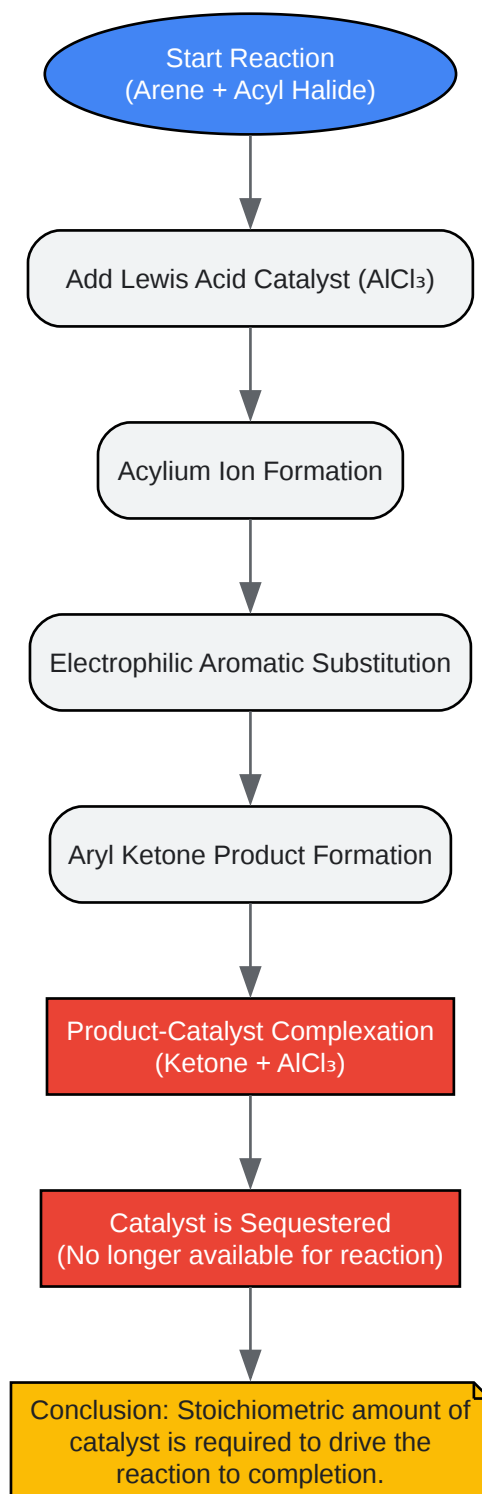 Start Reaction
(Arene + Acyl Halide)
Add Lewis Acid Catalyst (AlCl₃)
Acylium Ion Formation
Electrophilic Aromatic Substitution
Aryl Ketone Product Formation
Product-Catalyst Complexation
(Ketone + AlCl₃)
Catalyst is Sequestered
(No longer available for reaction)
Conclusion: Stoichiometric amount of
catalyst is required to drive the
reaction to completion.